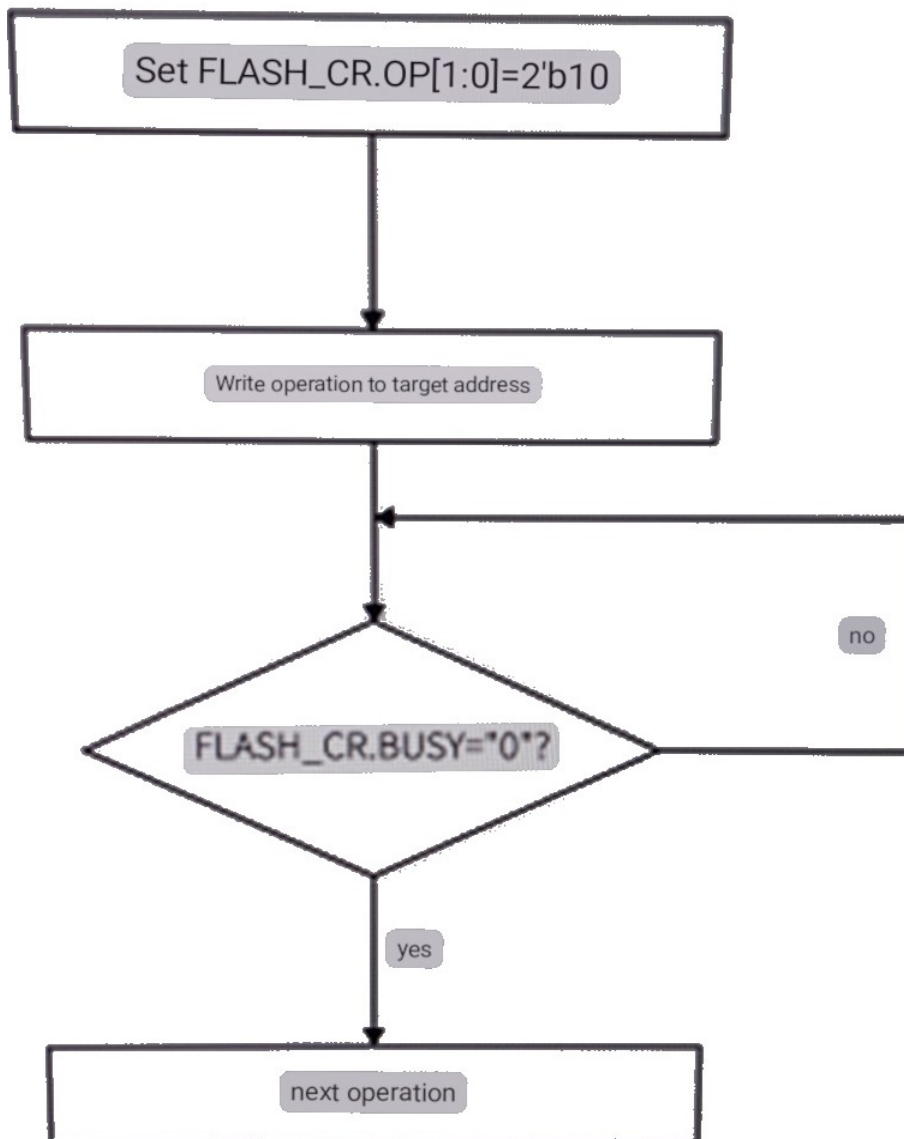 Set FLASH_CR.OP[1:0]=2'b10
Write operation to target address
no
FLASH_CR.BUSY="0"?
yes
next operation